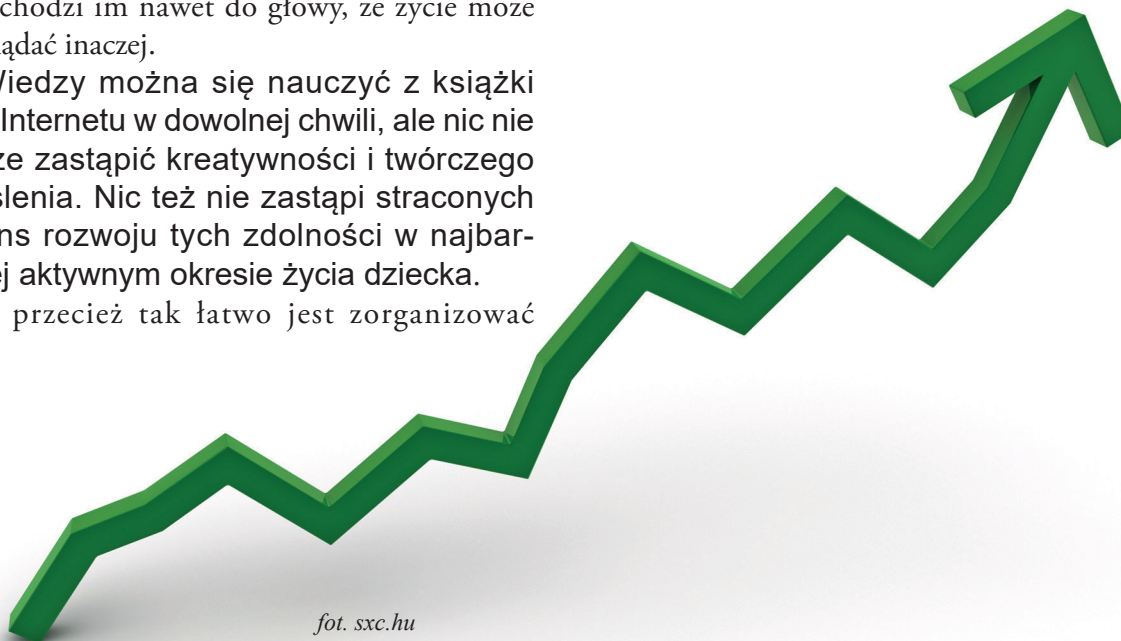 chodzi im nawet do głowy, że życie może
ądać inaczej.
Wiedzy można się nauczyć z książki
Internetu w dowolnej chwili, ale nic nie
ze zastąpić kreatywności i twórczego
ślenia. Nic też nie zastąpi straconych
ns rozwoju tych zdolności w najbar-
ej aktywnym okresie życia dziecka.
przecież tak łatwo jest zorganizować
fot. sxc.hu